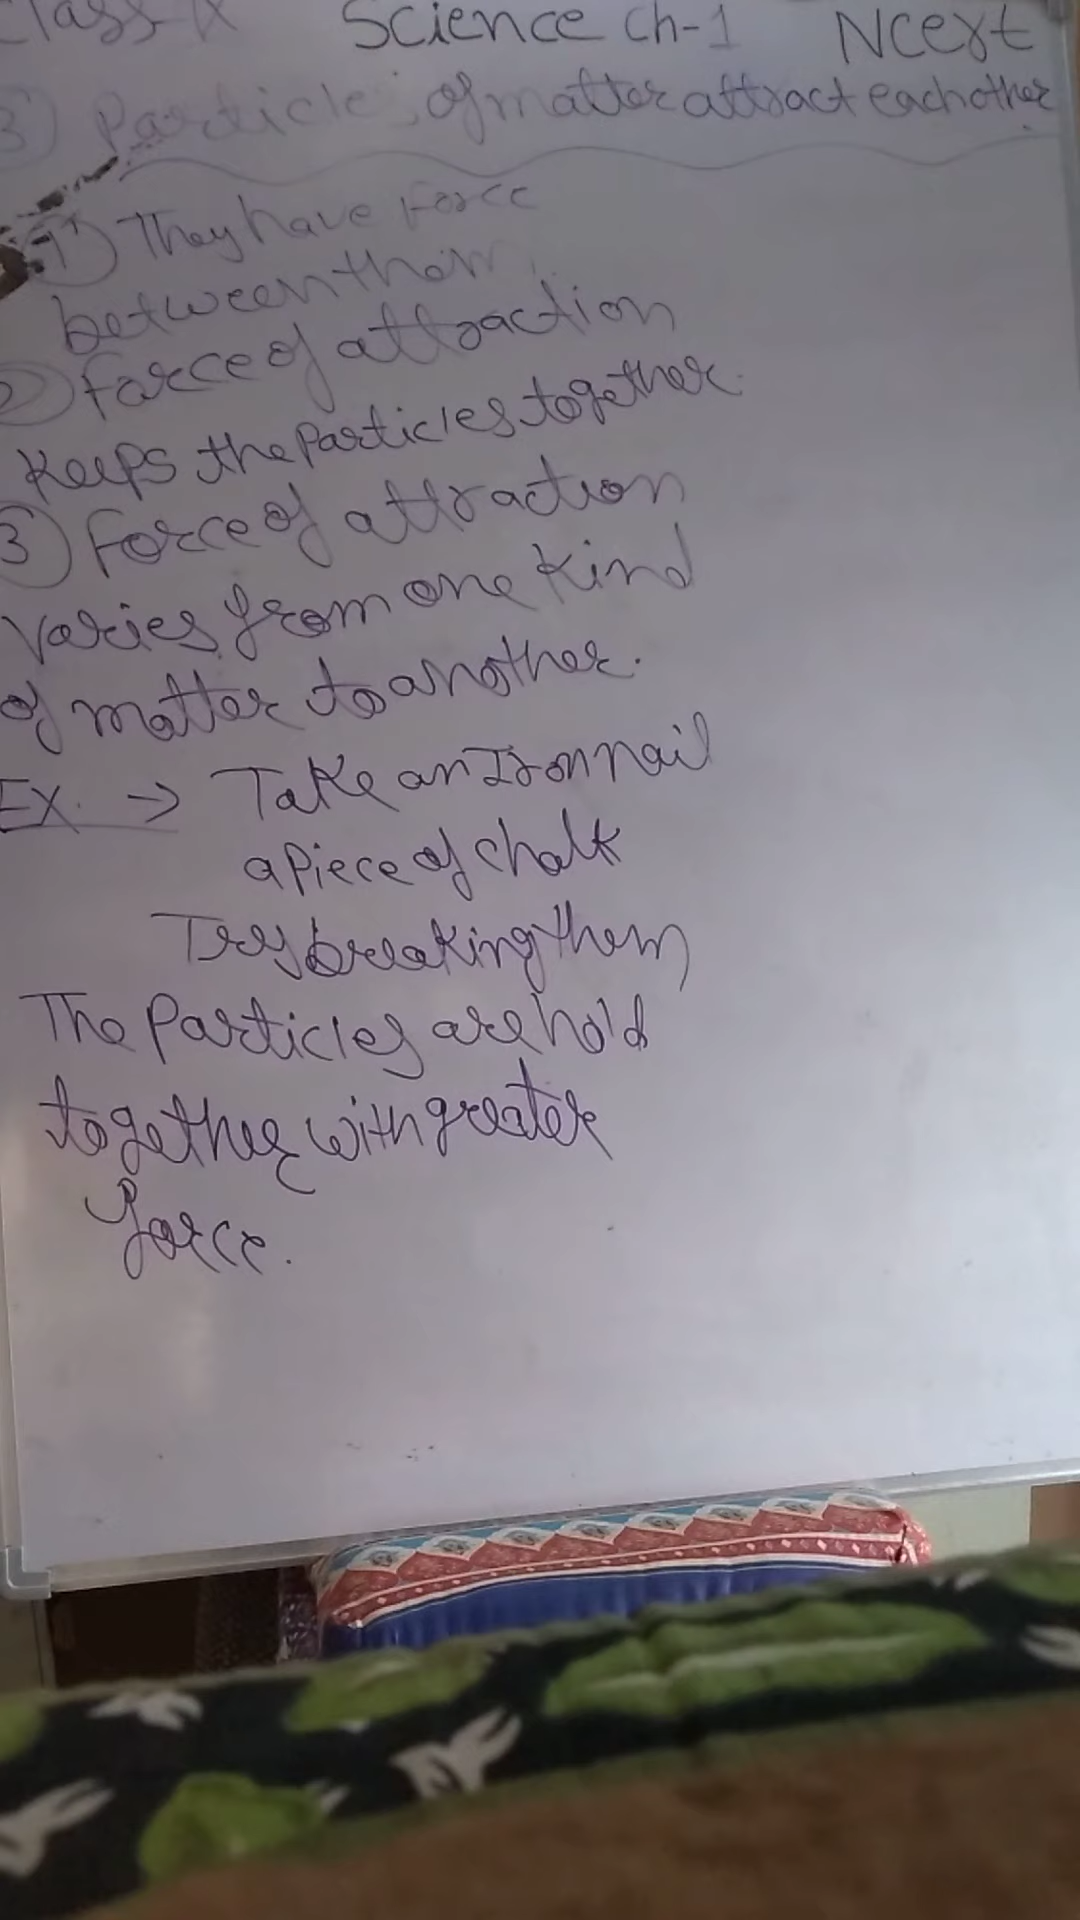 Class-IX Science Ch-1 Ncert
3) Particles of matter attract each other
1) They have Force
between them
2) Force of attraction
Keeps the Particles together.
3) Force of attraction
Varies from one Kind
of matter to another.
EX. → Take an Iron nail
a Piece of chalk
Try breaking them
The Particles are hold
together with greater
force.